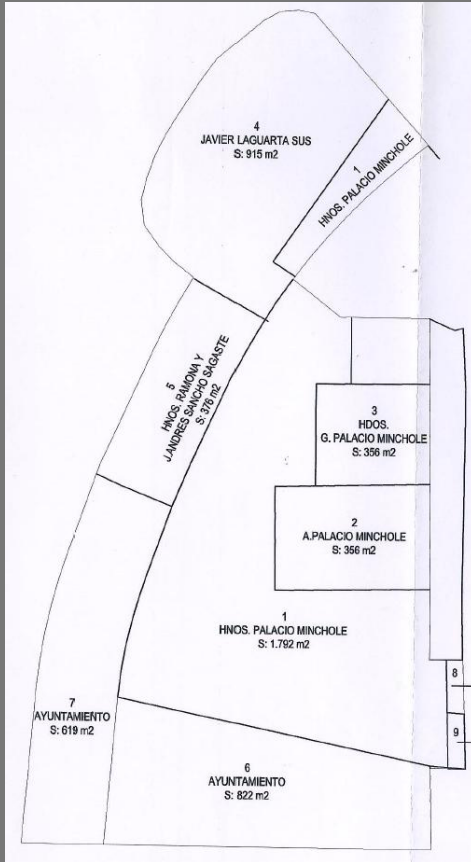 4
JAVIER LAGUARTA SUS
S: 915 m2
1
HNOS. PALACIO MINCHOLE
5
HNOS. RAMONA Y
J.ANDRES SANCHO SAGASTE
S: 376 m2
3
HDOS.
G. PALACIO MINCHOLE
S: 356 m2
2
A.PALACIO MINCHOLE
S: 356 m2
1
HNOS. PALACIO MINCHOLE
S: 1.792 m2
8
7
AYUNTAMIENTO
S: 619 m2
9
6
AYUNTAMIENTO
S: 822 m2